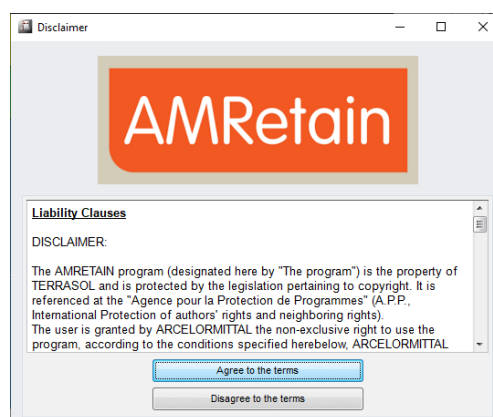 Disclaimer
AMRetain
Liability Clauses
DISCLAIMER:
The AMRETAIN program (designated here by "The program") is the property of
TERRASOL and is protected by the legislation pertaining to copyright. It is
referenced at the "Agence pour la Protection de Programmes" (A.P.P.,
International Protection of authors' rights and neighboring rights).
The user is granted by ARCELORMITTAL the non-exclusive right to use the
program, according to the conditions specified herebelow, ARCELORMITTAL
Agree to the terms
Disagree to the terms